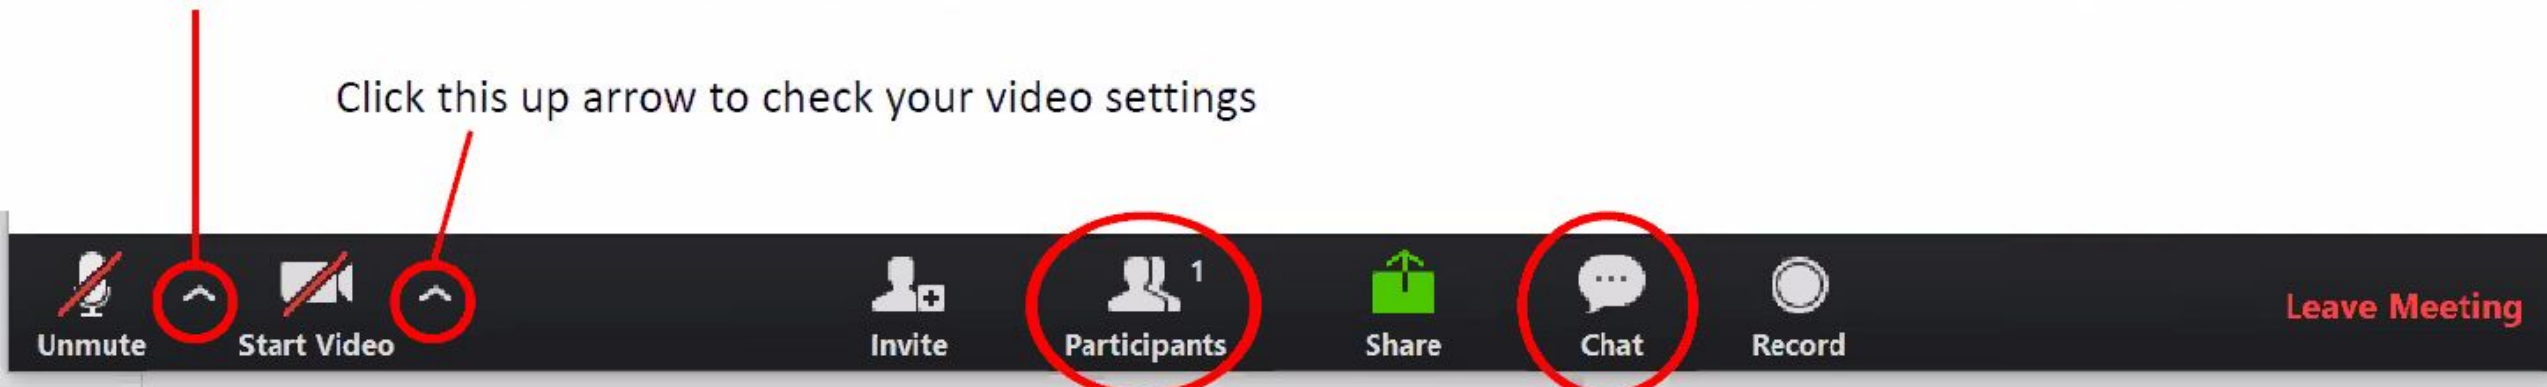 Click this up arrow to check your video settings
1
Unmute
Start Video
Invite
Participants
Share
Chat
Record
Leave Meeting